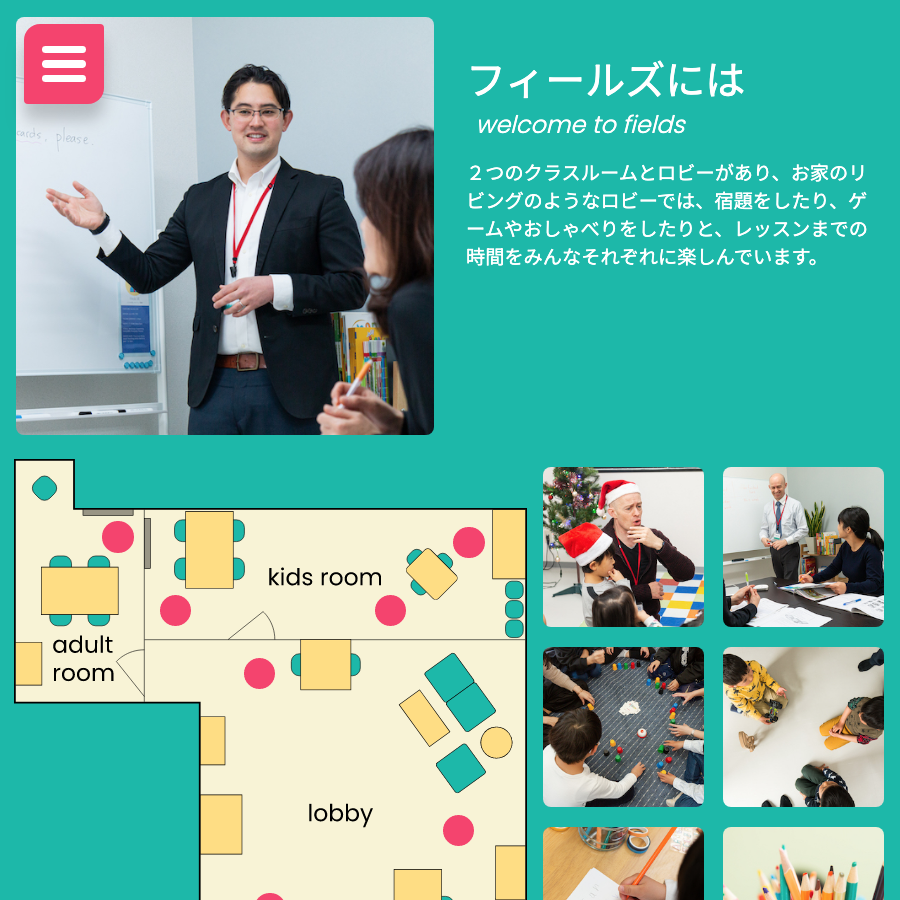 cards, please.
フィールズには
welcome to fields
２つのクラスルームとロビーがあり、お家のリ
ビングのようなロビーでは、宿題をしたり、ゲ
ームやおしゃべりをしたりと、レッスンまでの
時間をみんなそれぞれに楽しんでいます。
kids room
adult
room
lobby